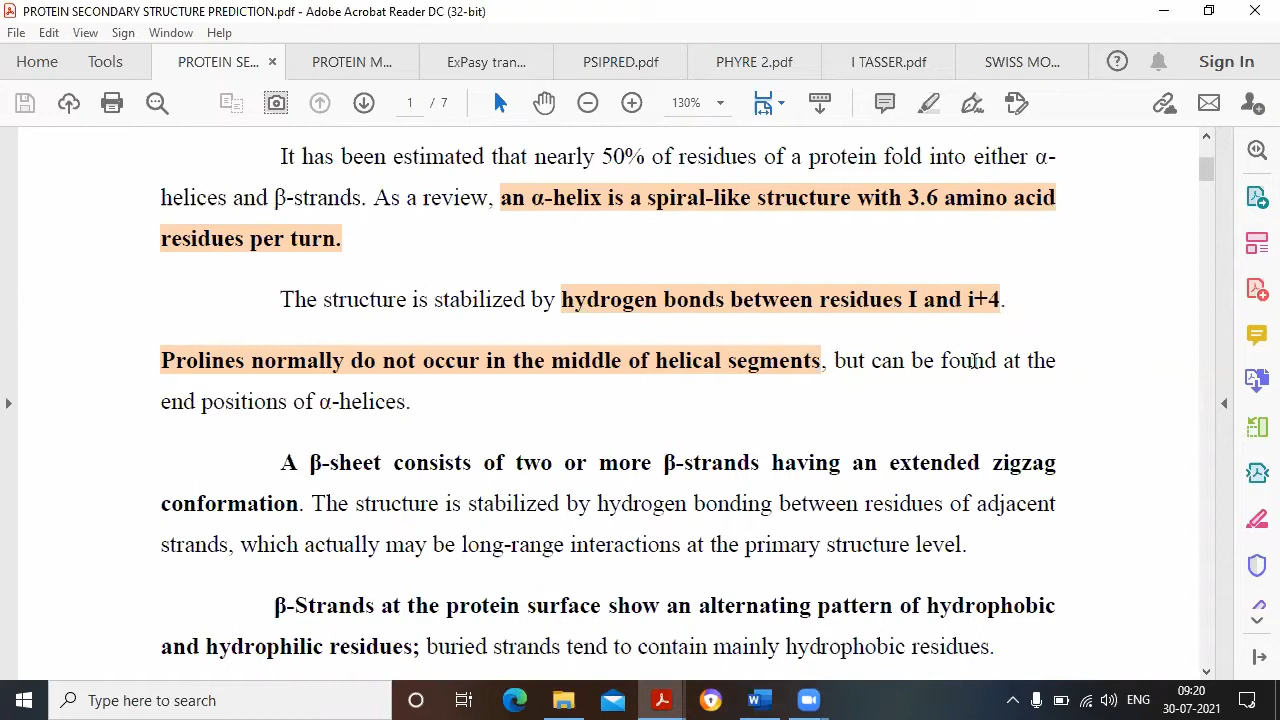 PROTEIN SECONDARY STRUCTURE PREDICTION.pdf - Adobe Acrobat Reader DC (32-bit)
File Edit View Sign Window Help
Home Tools PROTEIN SE... × PROTEIN M... ExPasy tran... PSIPRED.pdf PHYRE 2.pdf I TASSER.pdf SWISS MO... Sign In
1 / 7 130%
It has been estimated that nearly 50% of residues of a protein fold into either α-
helices and β-strands. As a review, an α-helix is a spiral-like structure with 3.6 amino acid
residues per turn.
The structure is stabilized by hydrogen bonds between residues I and i+4.
Prolines normally do not occur in the middle of helical segments, but can be found at the
end positions of α-helices.
A β-sheet consists of two or more β-strands having an extended zigzag
conformation. The structure is stabilized by hydrogen bonding between residues of adjacent
strands, which actually may be long-range interactions at the primary structure level.
β-Strands at the protein surface show an alternating pattern of hydrophobic
and hydrophilic residues; buried strands tend to contain mainly hydrophobic residues.
Type here to search
ENG
09:20
30-07-2021